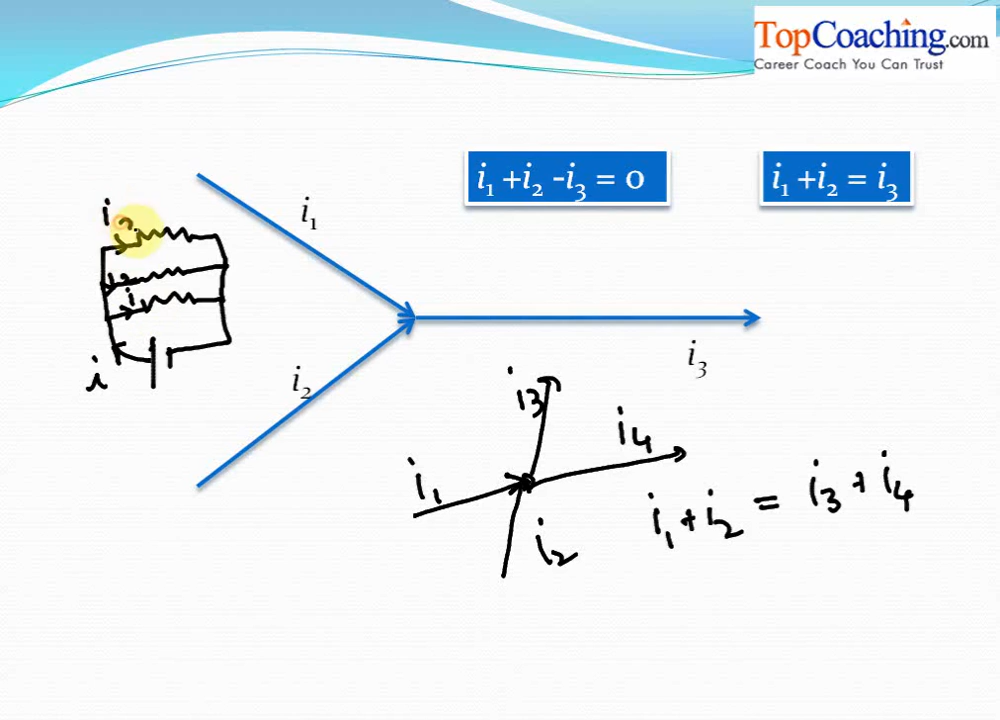 TopCoaching.com
Career Coach You Can Trust
i₁ +i₂ -i₃ = 0
i₁ +i₂ = i₃
i₁
i₂
i₃
i
i₁
i₂
i₃
i₄
i₁+i₂ = i₃ + i₄